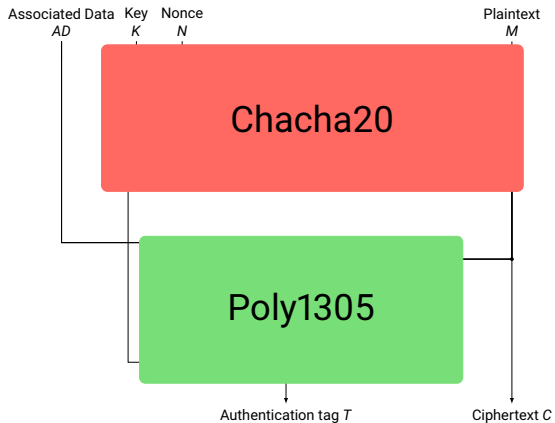 Associated Data Key Nonce Plaintext
AD K N M
Chacha20
Poly1305
Authentication tag T Ciphertext C